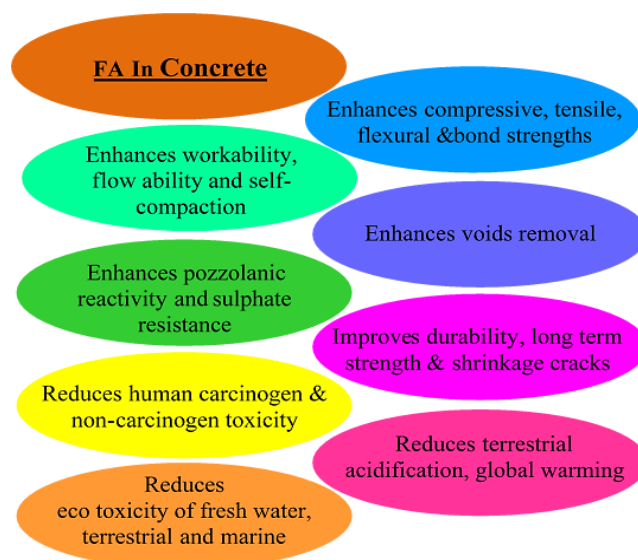 FA In Concrete
Enhances compressive, tensile,
flexural &bond strengths
Enhances workability,
flow ability and self-
compaction
Enhances voids removal
Enhances pozzolanic
reactivity and sulphate
resistance
Improves durability, long term
strength & shrinkage cracks
Reduces human carcinogen &
non-carcinogen toxicity
Reduces terrestrial
acidification, global warming
Reduces
eco toxicity of fresh water,
terrestrial and marine